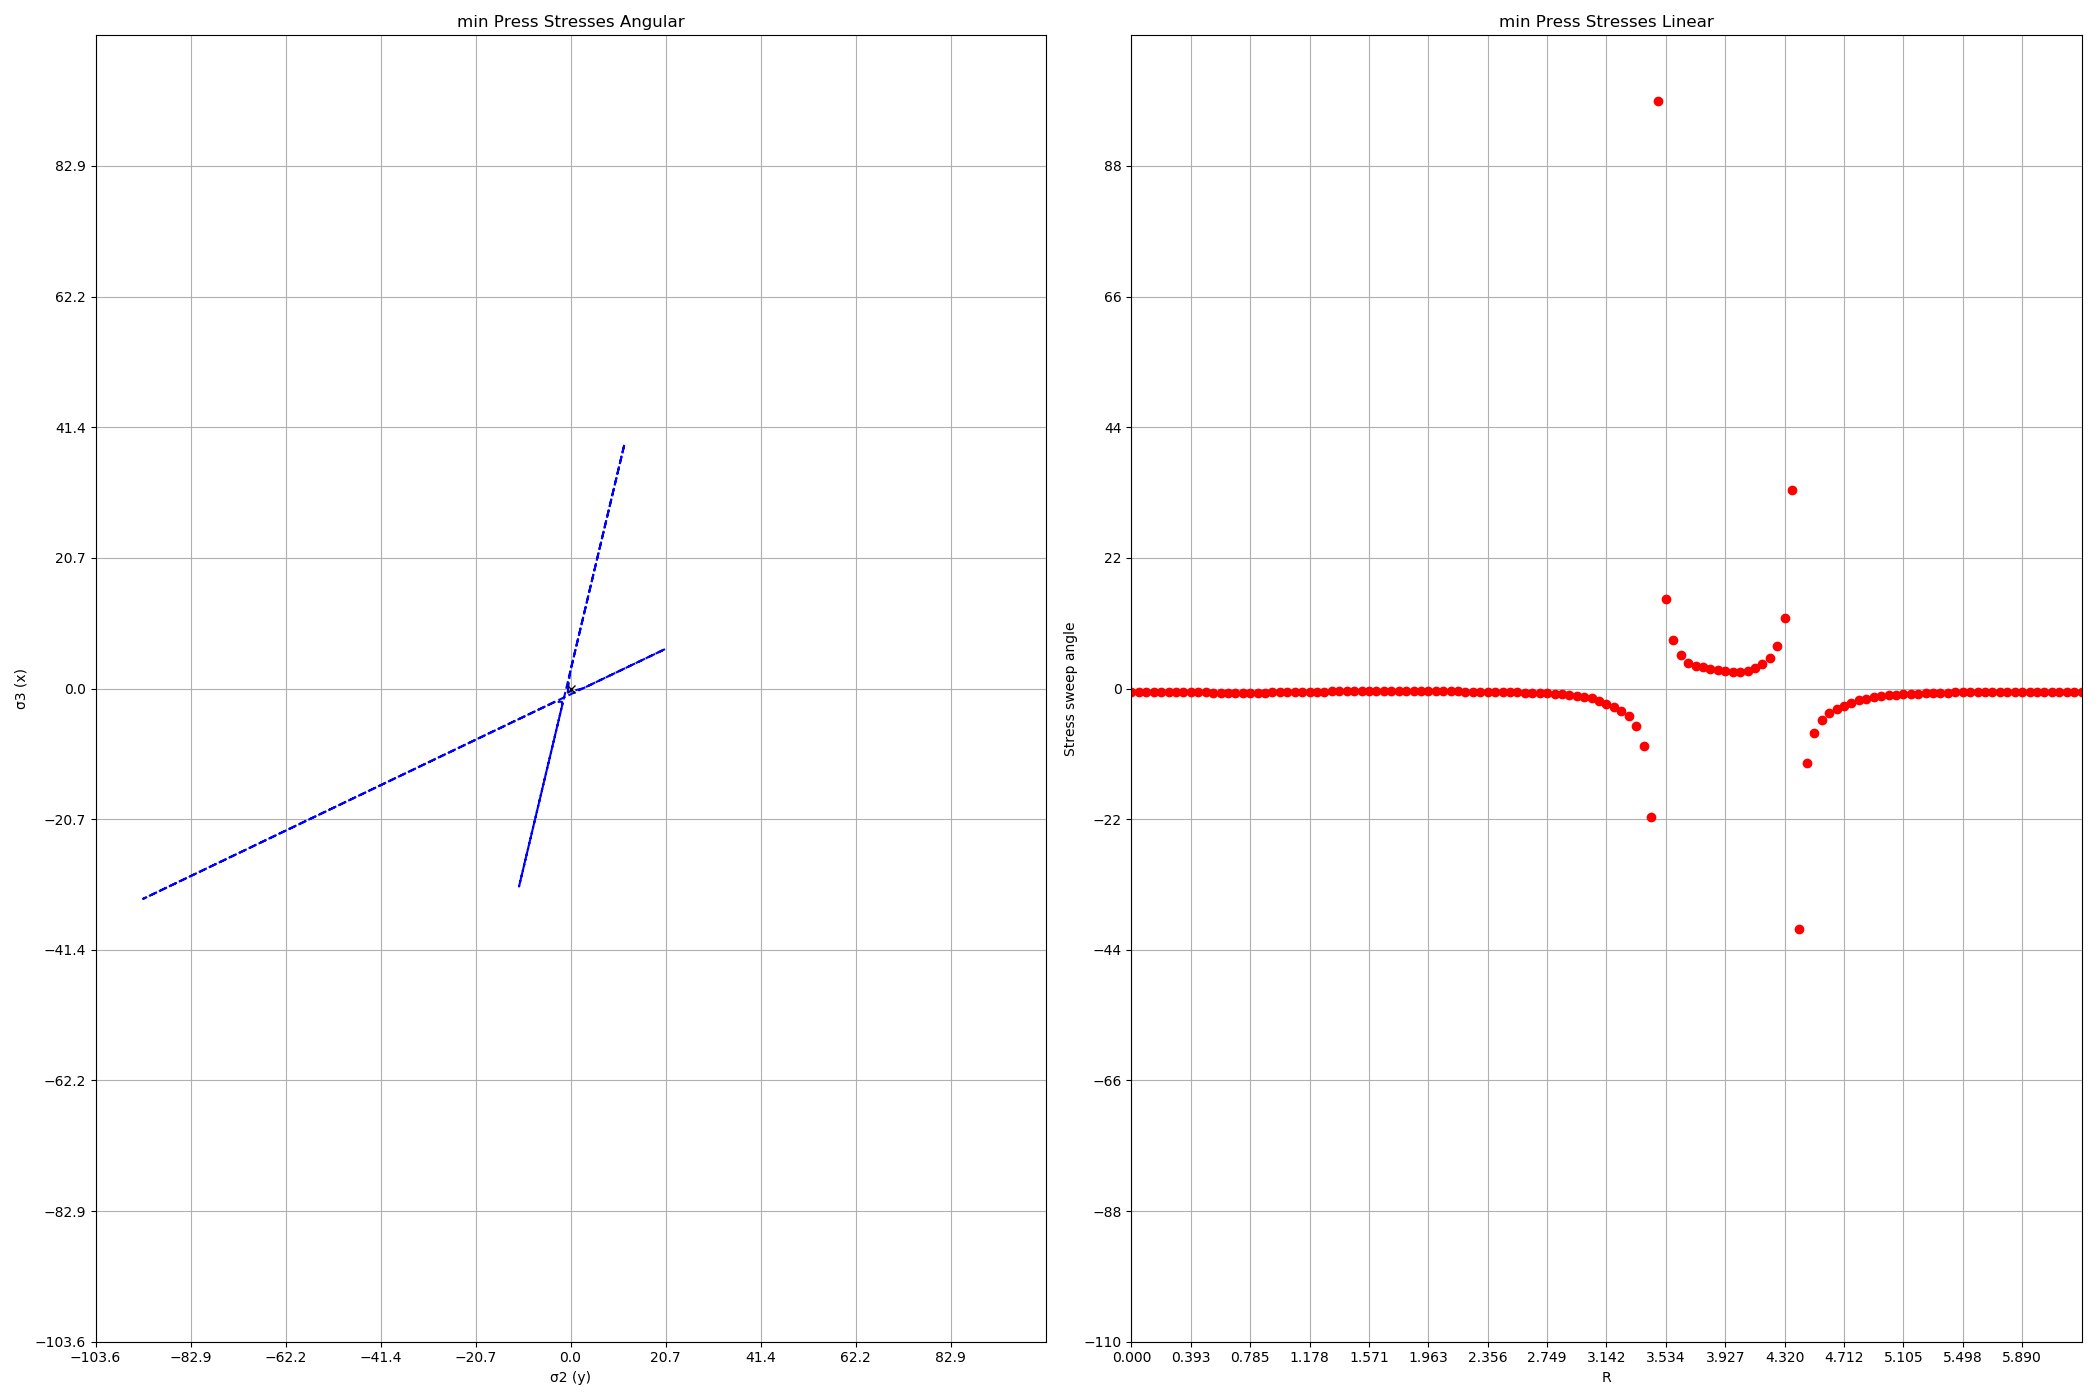 min Press Stresses Angular
82.9
62.2
41.4
20.7
0.0
−20.7
−41.4
−62.2
−82.9
−103.6
−103.6 −82.9 −62.2 −41.4 −20.7 0.0 20.7 41.4 62.2 82.9
σ2 (y)
σ3 (x)
min Press Stresses Linear
88
66
44
22
0
−22
−44
−66
−88
−110
0.000 0.393 0.785 1.178 1.571 1.963 2.356 2.749 3.142 3.534 3.927 4.320 4.712 5.105 5.498 5.890
R
Stress sweep angle